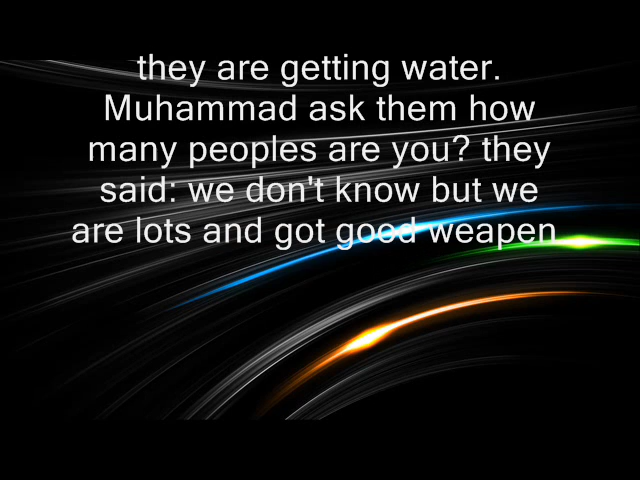 they are getting water.
Muhammad ask them how
many peoples are you? they
said: we don't know but we
are lots and got good weapen